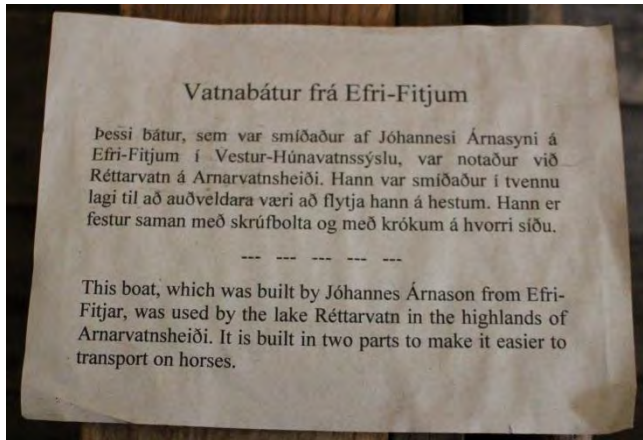 Vatnabátur frá Efri-Fitjum
Þessi bátur, sem var smíðaður af Jóhannesi Árnasyni á
Efri-Fitjum í Vestur-Húnavatnssýslu, var notaður við
Réttarvatn á Arnarvatnsheiði. Hann var smíðaður í tvennu
lagi til að auðveldara væri að flytja hann á hestum. Hann er
festur saman með skrúfbolta og með krókum á hvorri síðu.
--- --- --- --- ---
This boat, which was built by Jóhannes Árnason from Efri-
Fitjar, was used by the lake Réttarvatn in the highlands of
Arnarvatnsheiði. It is built in two parts to make it easier to
transport on horses.